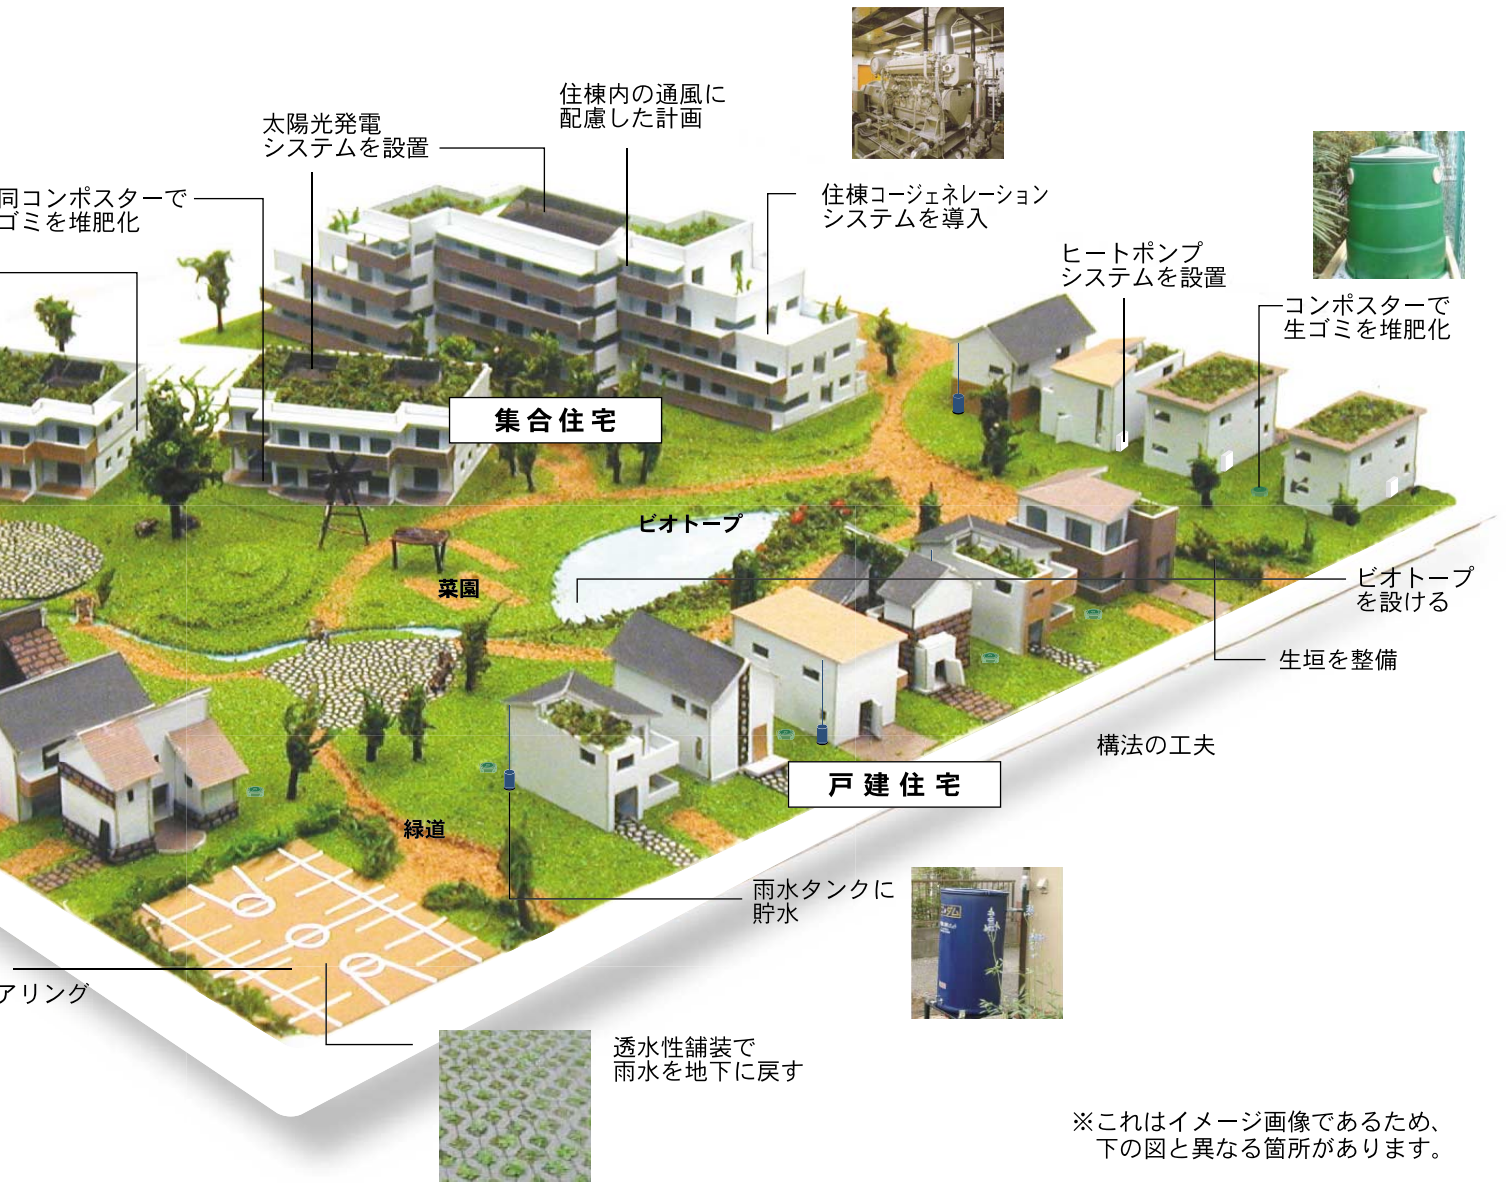 住棟内の通風に
配慮した計画
太陽光発電
システムを設置
同コンポスターで
ゴミを堆肥化
住棟コージェネレーション
システムを導入
ヒートポンプ
システムを設置
コンポスターで
生ゴミを堆肥化
集合住宅
ビオトープ
菜園
ビオトープ
を設ける
生垣を整備
構法の工夫
戸建住宅
緑道
雨水タンクに
貯水
アリング
透水性舗装で
雨水を地下に戻す
※これはイメージ画像であるため、
下の図と異なる箇所があります。